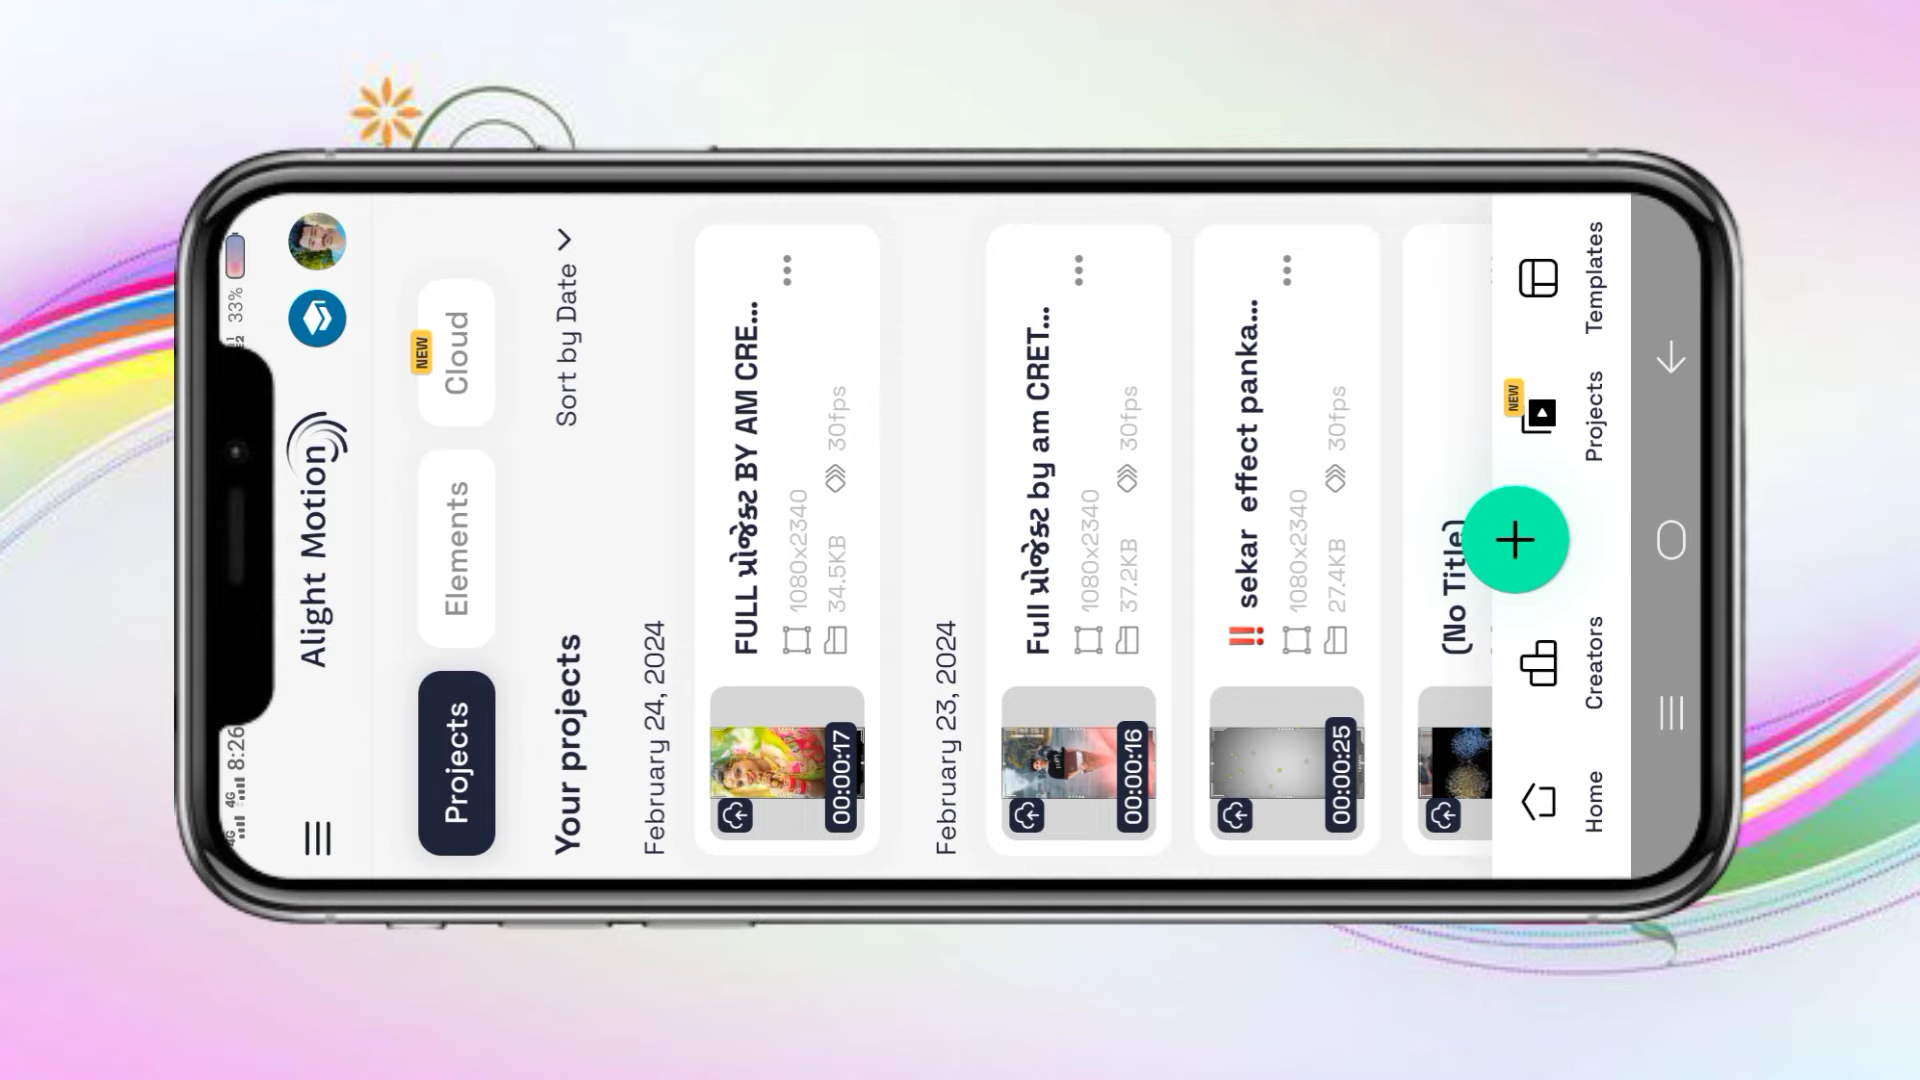 4G 4G 8:26
33%
Alight Motion
Projects
Elements
Cloud
NEW
Your projects
Sort by Date
February 24, 2024
FULL પ્રોજેક્ટ BY AM CRE...
1080x2340
34.5KB
30fps
00:00:17
February 23, 2024
Full પ્રોજેક્ટ by am CRET...
1080x2340
37.2KB
30fps
00:00:16
‼️ sekar effect panka...
1080x2340
27.4KB
30fps
00:00:25
(No Title)
Home
Creators
NEW
Projects
Templates